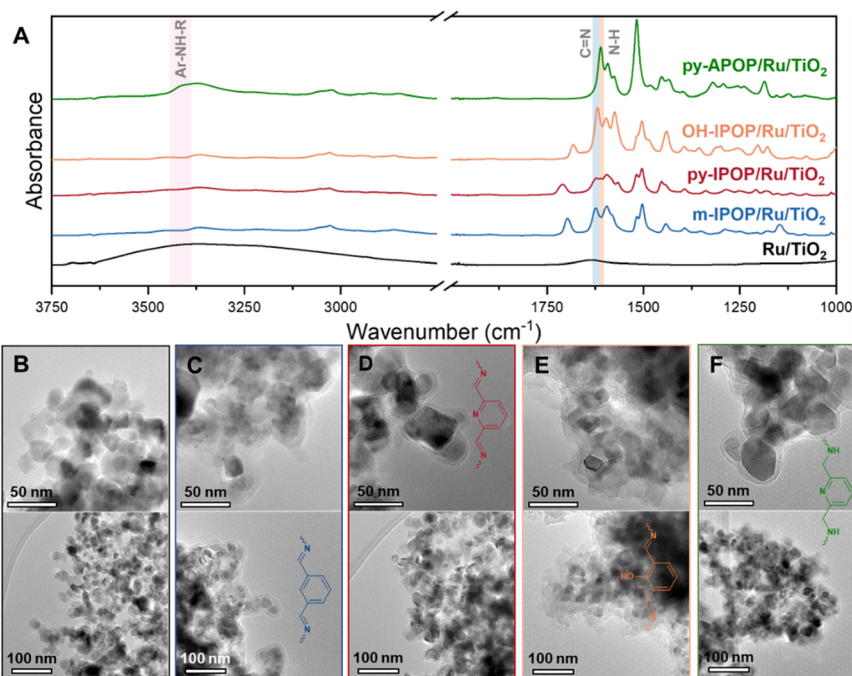 A
Absorbance
Ar-NH-R
C=N
N-H
py-APOP/Ru/TiO₂
OH-IPOP/Ru/TiO₂
py-IPOP/Ru/TiO₂
m-IPOP/Ru/TiO₂
Ru/TiO₂
3750 3500 3250 3000 1750 1500 1250 1000
Wavenumber (cm⁻¹)
B
50 nm
100 nm
C
50 nm
N
N
100 nm
D
N
N
N
50 nm
100 nm
E
50 nm
N
HO
100 nm
F
50 nm
NH
N
NH
100 nm